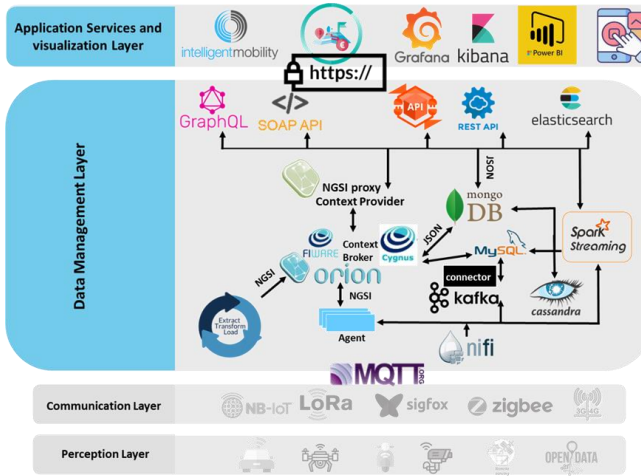 Application Services and
visualization Layer
intelligentmobility
Grafana
kibana
Power BI
https://
GraphQL
</>
SOAP API
API
REST API
elasticsearch
Data Management Layer
JSON
NGSI proxy
Context Provider
mongo
DB
JSON
FIWARE
Context
Broker
Cygnus
MySQL
Spark
Streaming
NGSI
orion
connector
kafka
cassandra
Extract
Transform
Load
NGSI
Agent
nifi
MQTT
.ORG
Communication Layer
NB-IoT
LoRa
sigfox
zigbee
3G 4G
Perception Layer
OPEN DATA